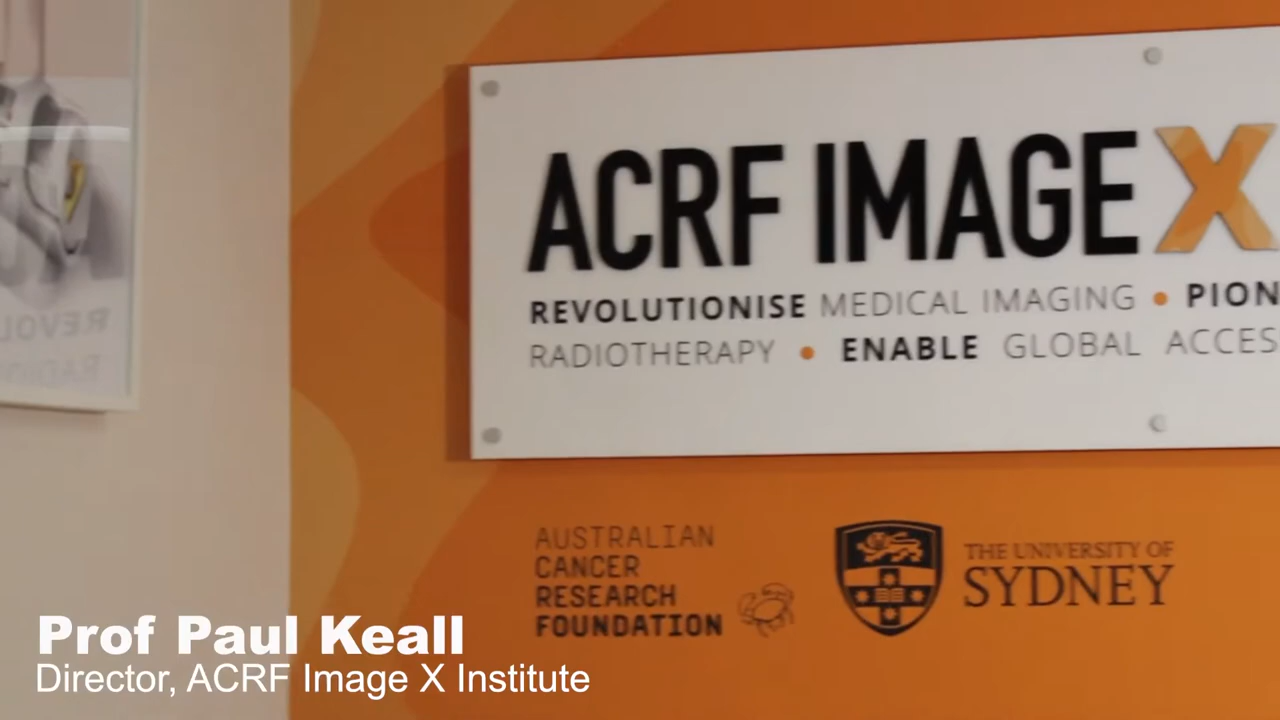 ACRF IMAGE X
REVOLUTIONISE MEDICAL IMAGING • PION
RADIOTHERAPY • ENABLE GLOBAL ACCES
AUSTRALIAN
CANCER
RESEARCH
FOUNDATION
THE UNIVERSITY OF
SYDNEY
Prof Paul Keall
Director, ACRF Image X Institute